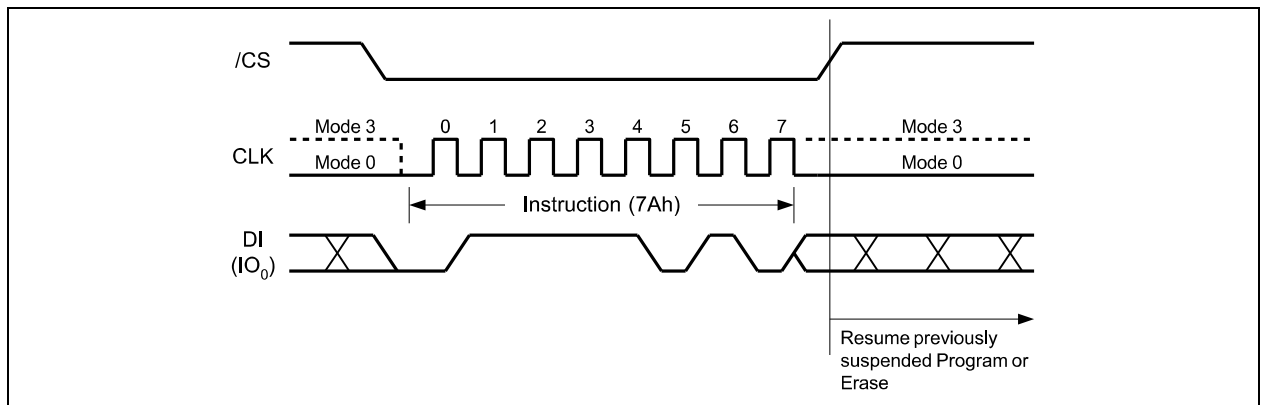 /CS
Mode 3
0 1 2 3 4 5 6 7
Mode 3
CLK
Mode 0
Mode 0
Instruction (7Ah)
DI
(IO₀)
Resume previously
suspended Program or
Erase